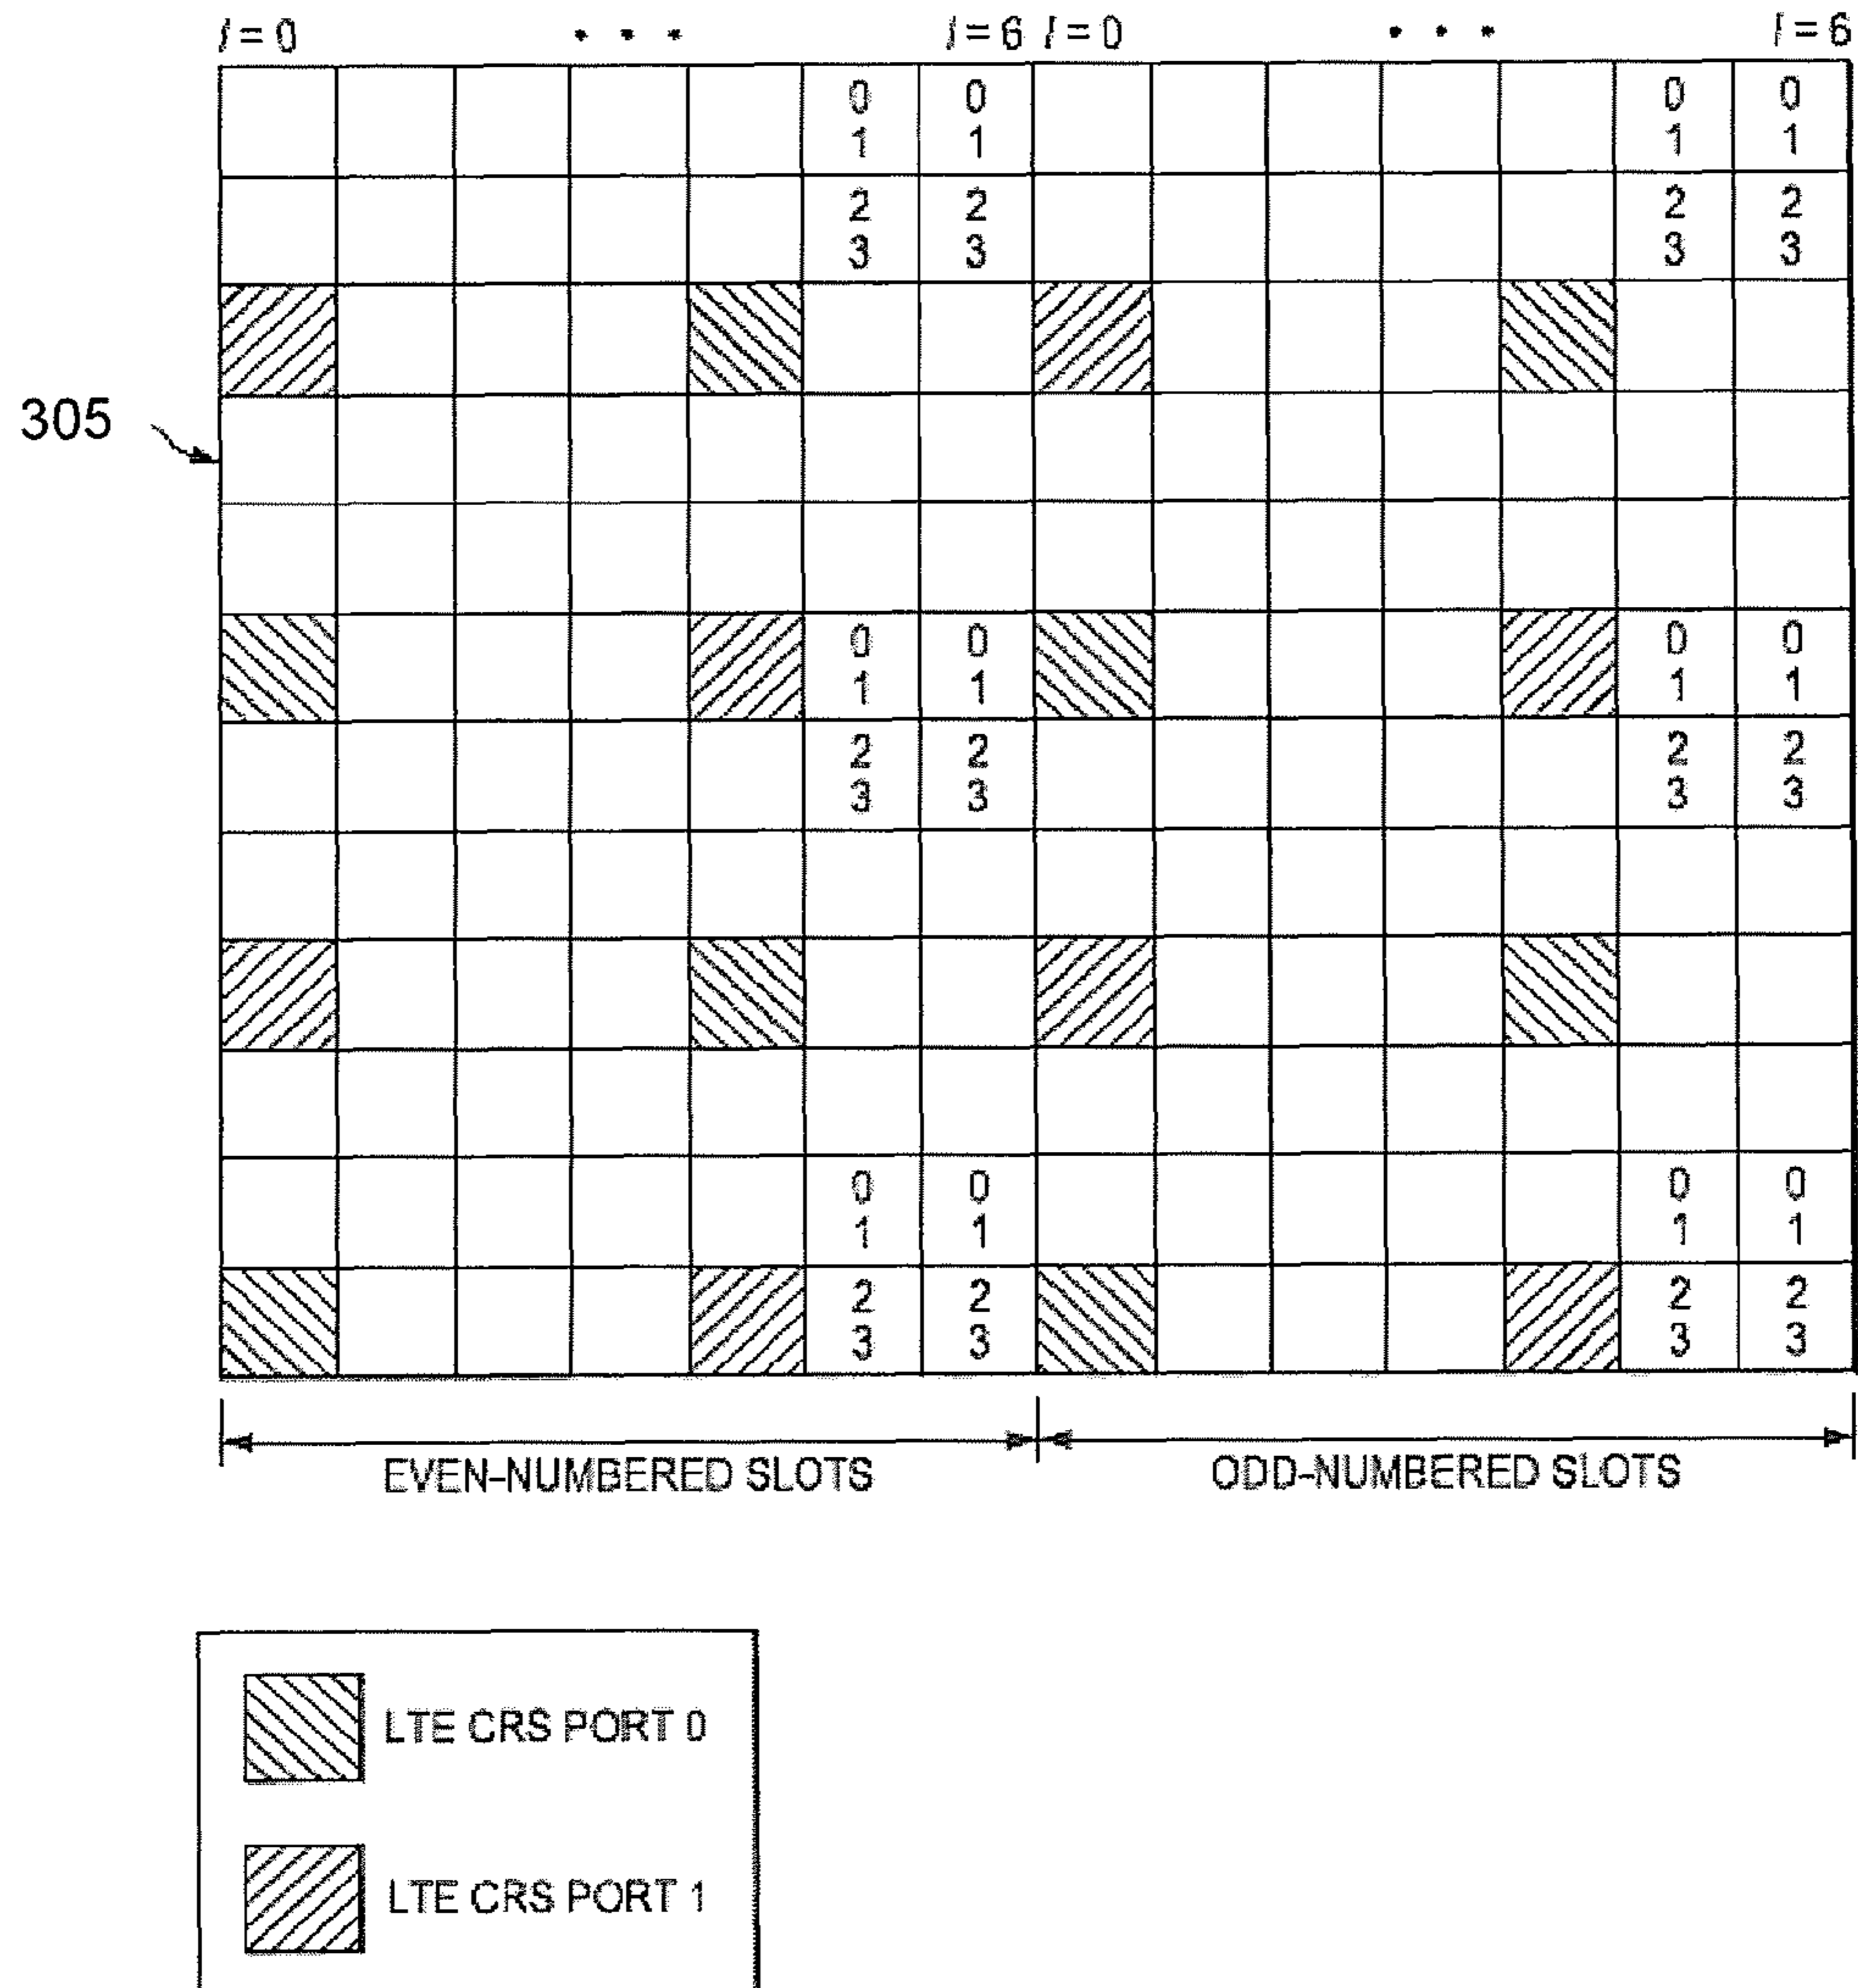 l = 0 • • • l = 6 l = 0 • • • l = 6
0 0 0 0
1 1 1 1
2 2 2 2
3 3 3 3
305
0 0 0 0
1 1 1 1
2 2 2 2
3 3 3 3
0 0 0 0
1 1 1 1
2 2 2 2
3 3 3 3
EVEN-NUMBERED SLOTS ODD-NUMBERED SLOTS
LTE CRS PORT 0
LTE CRS PORT 1